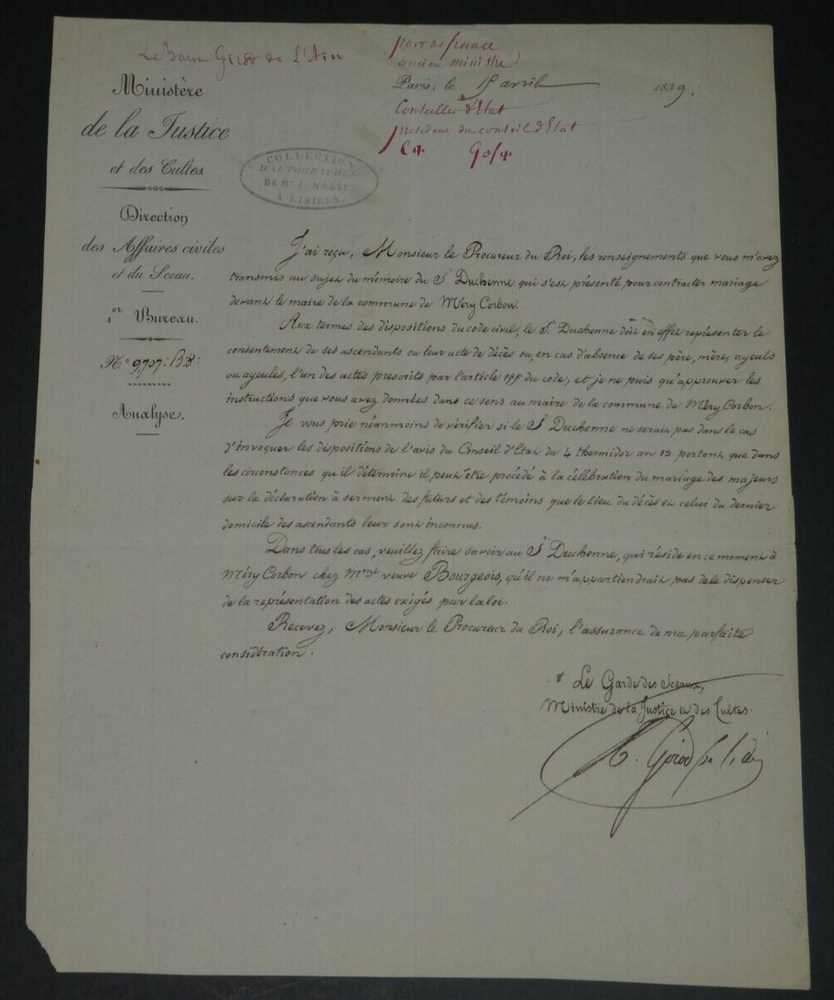 Le Baron Girod de l'Ain
pair de france
ancien ministre
Paris, le avril 1839.
Conseiller d'Etat
president du conseil d'Etat
Ministère
de la Justice
et des Cultes
COLLECTION
D'AUTOGRAPHES
DE Mr J.
A LISIEUX
Direction
des Affaires civiles
et du Sceau.
1er Bureau.
No 9707: B8:
Analyse.
J'ai reçu, Monsieur le Procureur du Roi, les renseignements que vous m'avez
transmis au sujet du mémoire du Sr Duchenne qui s'est présenté pour contracter mariage
devant le maire de la commune de Méry Corbon.
Aux termes des dispositions du code civil, le Sr Duchenne doit en effet représenter le
consentement de ses ascendants ou leur acte de décès ou en cas d'absence de ses père, mère, ayeuls
ou ayeules, l'un des actes prescrits par l'article 155 du code, et je ne puis qu'approuver les
instructions que vous avez données dans ce sens au maire de la commune de Méry Corbon.
Je vous prie néanmoins de vérifier si le Sr Duchenne ne serait pas dans le cas
d'invoquer les dispositions de l'avis du Conseil d'Etat du 4 thermidor an 13 portant que dans
les circonstances qu'il détermine il peut être procédé à la célébration du mariage des majeurs
sur la déclaration à serment des futurs et des témoins que le lieu du décès et celui du dernier
domicile des ascendants leur sont inconnus.
Dans tous les cas, veuillez faire savoir au Sr Duchenne, qui réside en ce moment à
Méry Corbon chez Mme veuve Bourgeois, qu'il ne m'appartiendrait pas de le dispenser
de la représentation des actes exigés par la loi.
Recevez, Monsieur le Procureur du Roi, l'assurance de ma parfaite
considération.
Le Garde des Sceaux,
Ministre de la Justice et des Cultes.
Girod de l'ain